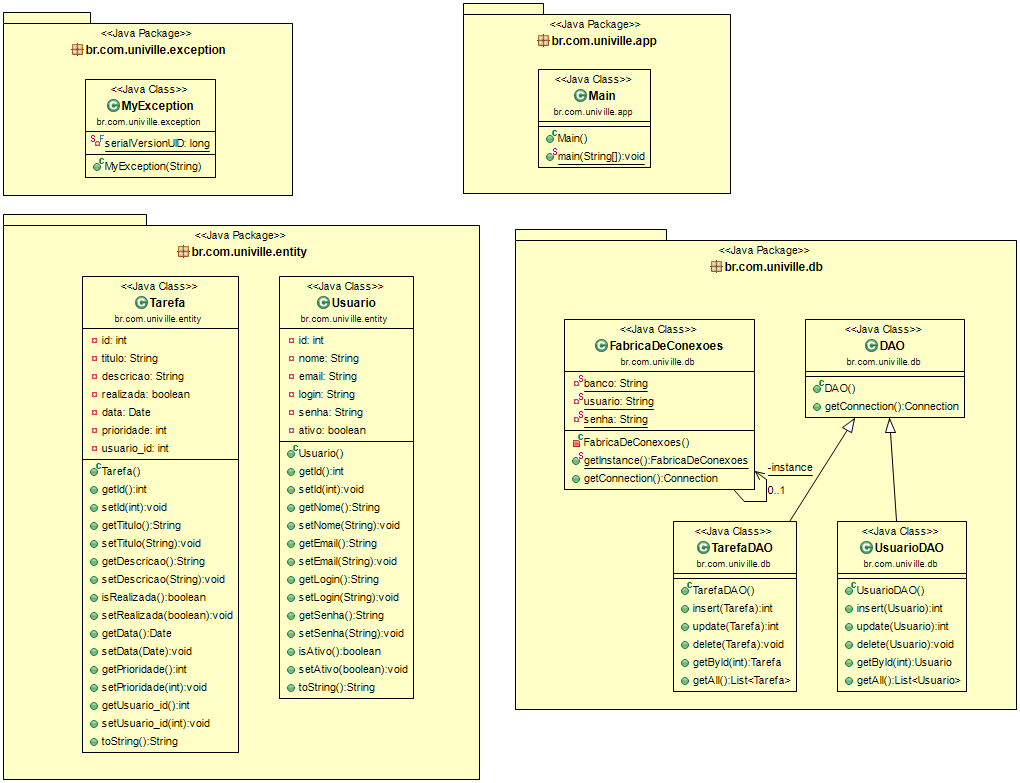 <<Java Package>>
br.com.univille.exception
<<Java Class>>
MyException
br.com.univille.exception
serialVersionUID: long
MyException(String)
<<Java Package>>
br.com.univille.app
<<Java Class>>
Main
br.com.univille.app
Main()
main(String[]):void
<<Java Package>>
br.com.univille.entity
<<Java Class>>
Tarefa
br.com.univille.entity
id: int
titulo: String
descricao: String
realizada: boolean
data: Date
prioridade: int
usuario_id: int
Tarefa()
getId():int
setId(int):void
getTitulo():String
setTitulo(String):void
getDescricao():String
setDescricao(String):void
isRealizada():boolean
setRealizada(boolean):void
getData():Date
setData(Date):void
getPrioridade():int
setPrioridade(int):void
getUsuario_id():int
setUsuario_id(int):void
toString():String
<<Java Class>>
Usuario
br.com.univille.entity
id: int
nome: String
email: String
login: String
senha: String
ativo: boolean
Usuario()
getId():int
setId(int):void
getNome():String
setNome(String):void
getEmail():String
setEmail(String):void
getLogin():String
setLogin(String):void
getSenha():String
setSenha(String):void
isAtivo():boolean
setAtivo(boolean):void
toString():String
<<Java Package>>
br.com.univille.db
<<Java Class>>
FabricaDeConexoes
br.com.univille.db
banco: String
usuario: String
senha: String
FabricaDeConexoes()
getInstance():FabricaDeConexoes
getConnection():Connection
-instance
0..1
<<Java Class>>
DAO
br.com.univille.db
DAO()
getConnection():Connection
<<Java Class>>
TarefaDAO
br.com.univille.db
TarefaDAO()
insert(Tarefa):int
update(Tarefa):int
delete(Tarefa):void
getById(int):Tarefa
getAll():List<Tarefa>
<<Java Class>>
UsuarioDAO
br.com.univille.db
UsuarioDAO()
insert(Usuario):int
update(Usuario):int
delete(Usuario):void
getById(int):Usuario
getAll():List<Usuario>